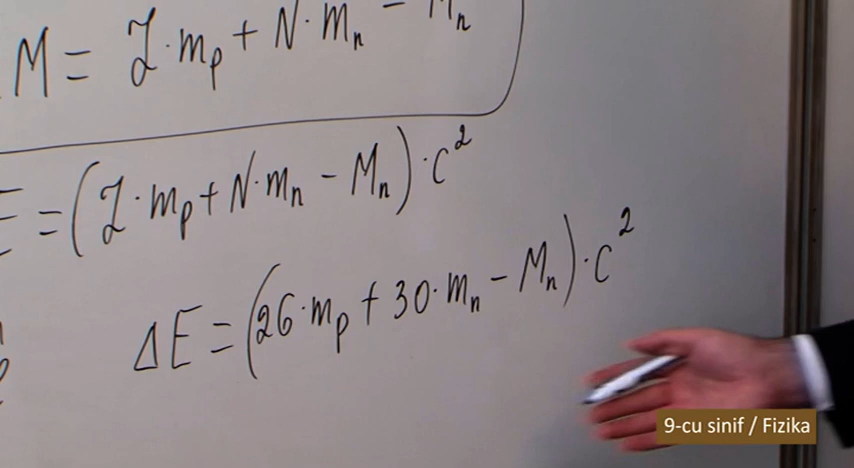 M = Z·mₚ + N·mₙ − Mₙ
E = (Z·mₚ + N·mₙ − Mₙ)·c²
ΔE = (26·mₚ + 30·mₙ − Mₙ)·c²
9-cu sinif / Fizika